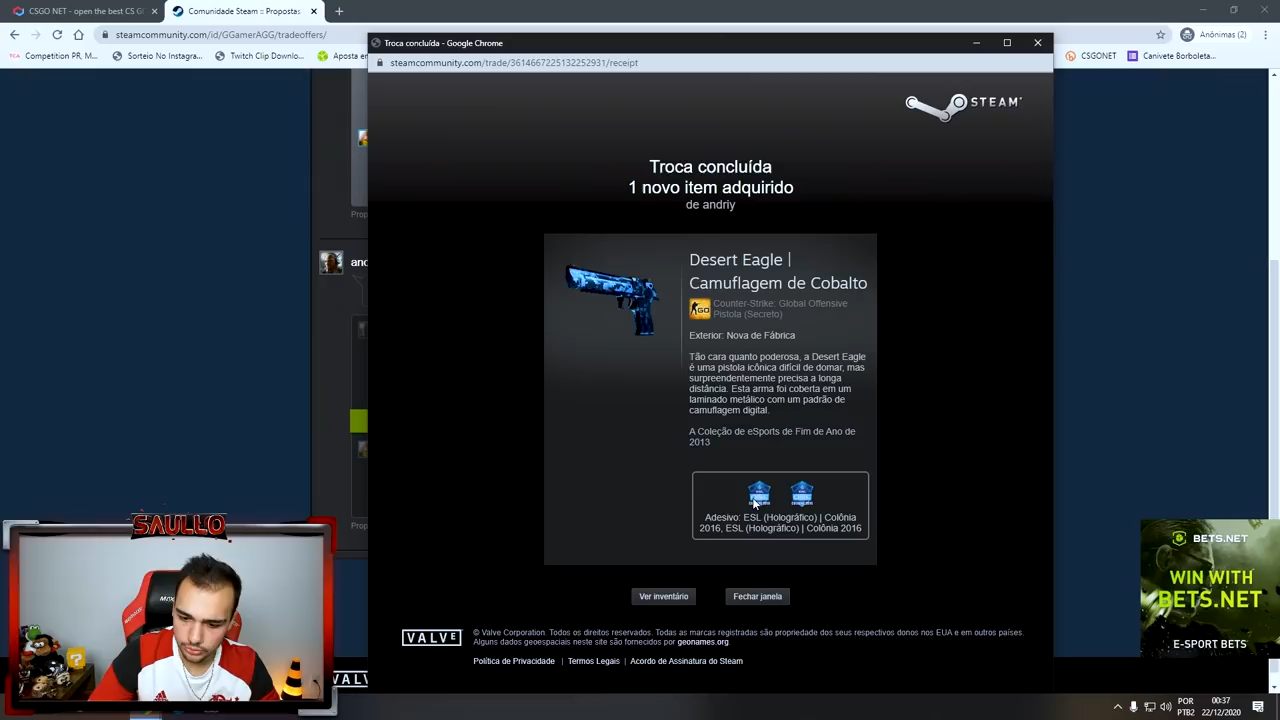 CSGO NET - open the best CS G
Comunidade Steam :: Propostas
steamcommunity.com/id/GGamerAGG/tradeoffers/
Anônimas (2)
Competition PR, M...
Sorteio No Instagra...
Twitch Clip Downlo...
Aposta e
CSGONET
Canivete Borboleta...
Troca concluída - Google Chrome
steamcommunity.com/trade/3614667225132252931/receipt
STEAM
Troca concluída
1 novo item adquirido
de andriy
Prop
and
Prop
Desert Eagle |
Camuflagem de Cobalto
Counter-Strike: Global Offensive
Pistola (Secreto)
Exterior: Nova de Fábrica
Tão cara quanto poderosa, a Desert Eagle
é uma pistola icônica difícil de domar, mas
surpreendentemente precisa a longa
distância. Esta arma foi coberta em um
laminado metálico com um padrão de
camuflagem digital.
A Coleção de eSports de Fim de Ano de
2013
Adesivo: ESL (Holográfico) | Colônia
2016, ESL (Holográfico) | Colônia 2016
Ver inventário
Fechar janela
VALVE
© Valve Corporation. Todos os direitos reservados. Todas as marcas registradas são propriedade dos seus respectivos donos nos EUA e em outros países.
Alguns dados geoespaciais neste site são fornecidos por geonames.org.
Política de Privacidade | Termos Legais | Acordo de Assinatura do Steam
VAL
SAULLO
BETS.NET
WIN WITH
BETS.NET
E-SPORT BETS
POR
PTB2
00:37
22/12/2020